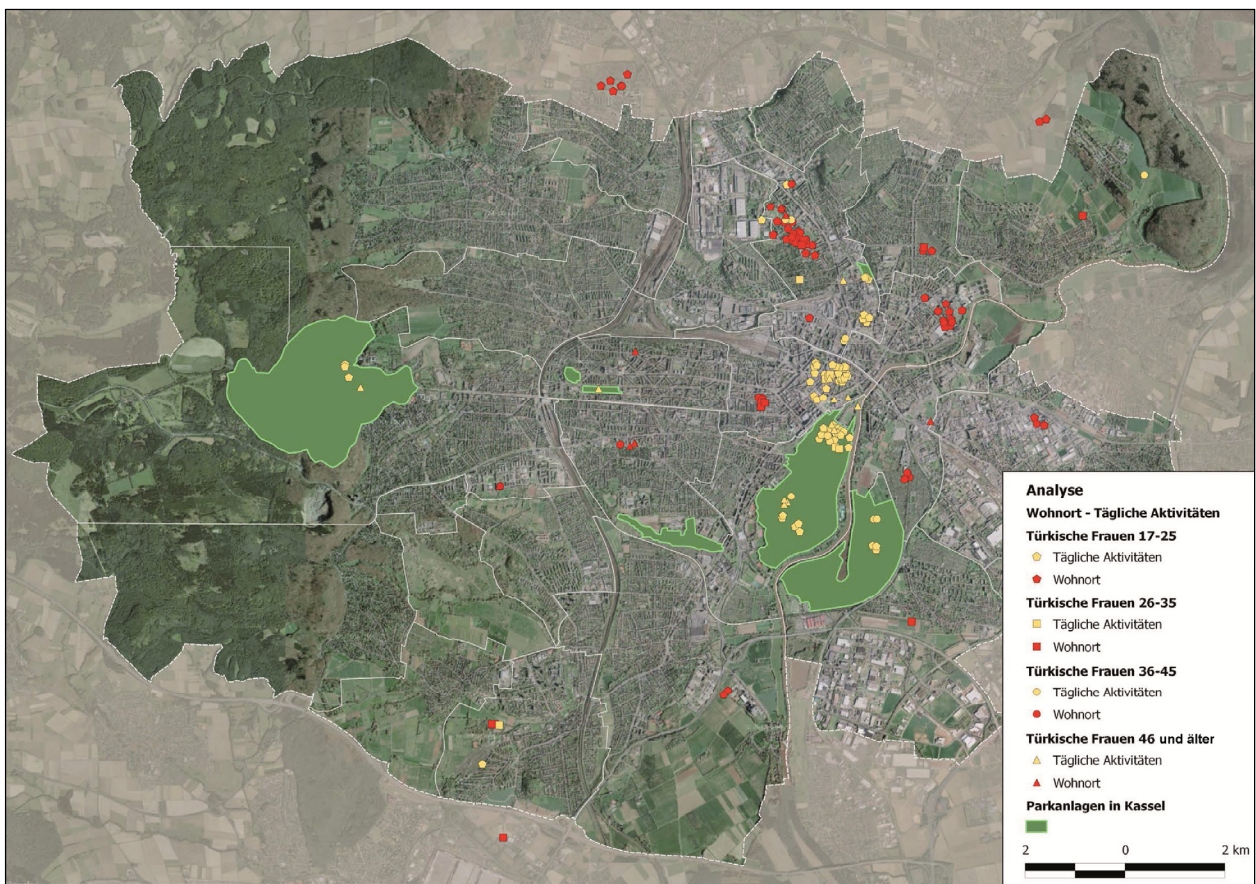 Analyse
Wohnort - Tägliche Aktivitäten
Türkische Frauen 17-25
Tägliche Aktivitäten
Wohnort
Türkische Frauen 26-35
Tägliche Aktivitäten
Wohnort
Türkische Frauen 36-45
Tägliche Aktivitäten
Wohnort
Türkische Frauen 46 und älter
Tägliche Aktivitäten
Wohnort
Parkanlagen in Kassel
2 0 2 km